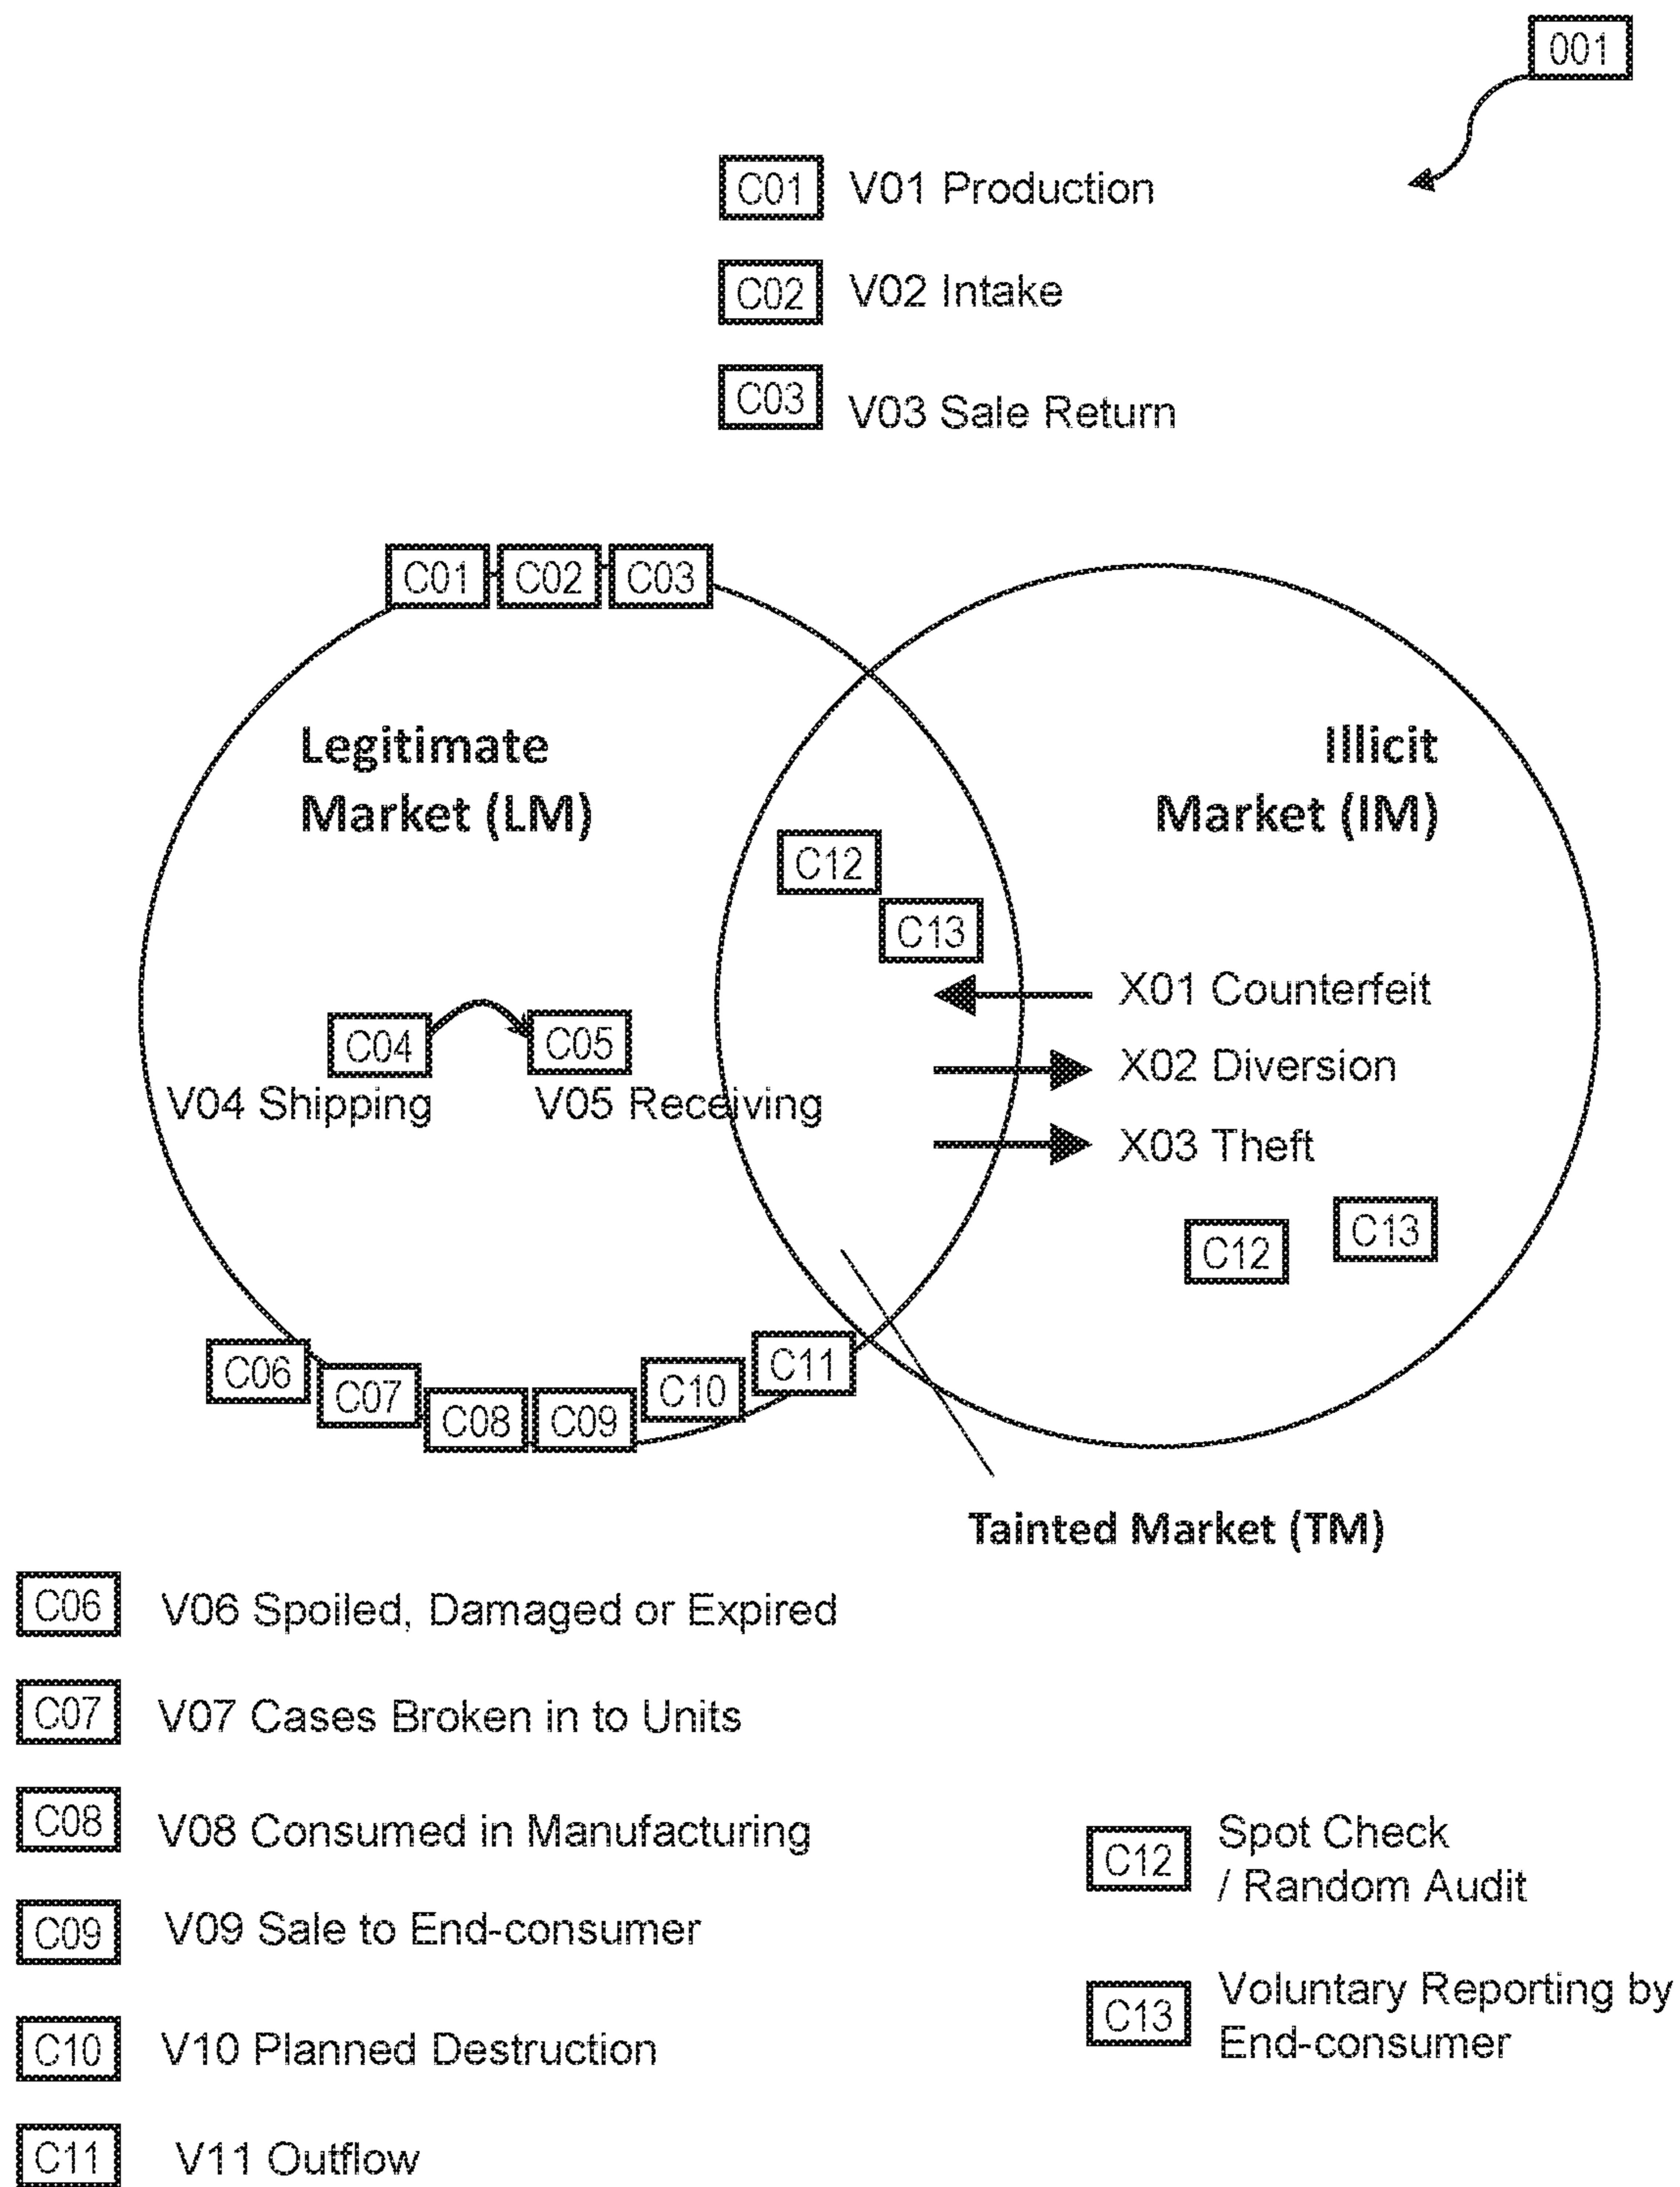 001
C01 V01 Production
C02 V02 Intake
C03 V03 Sale Return
C01 C02 C03
Legitimate
Market (LM)
Illicit
Market (IM)
C12
C13
X01 Counterfeit
C04 C05
X02 Diversion
V04 Shipping V05 Receiving
X03 Theft
C12 C13
C06 C07 C08 C09 C10 C11
Tainted Market (TM)
C06 V06 Spoiled, Damaged or Expired
C07 V07 Cases Broken in to Units
C08 V08 Consumed in Manufacturing
C09 V09 Sale to End-consumer
C10 V10 Planned Destruction
C11 V11 Outflow
C12 Spot Check
/ Random Audit
C13 Voluntary Reporting by
End-consumer